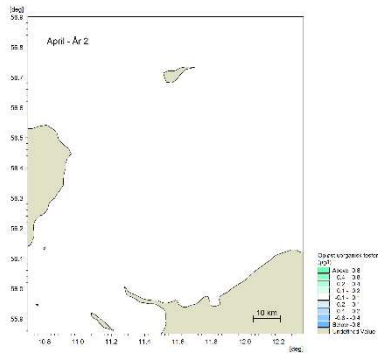 [deg]
56.8
April - År 2
56.7
56.6
56.5
56.4
56.3
56.2
56.1
56.0
55.9
10 km
10.8 11.0 11.2 11.4 11.6 11.8 12.0 12.2
[deg]
Opløst uorganisk fosfor
(µg/l)
Above 0.8
0.4 - 0.8
0.2 - 0.4
0.1 - 0.2
-0.1 - 0.1
-0.2 - -0.1
-0.4 - -0.2
-0.8 - -0.4
Below -0.8
Undefined Value